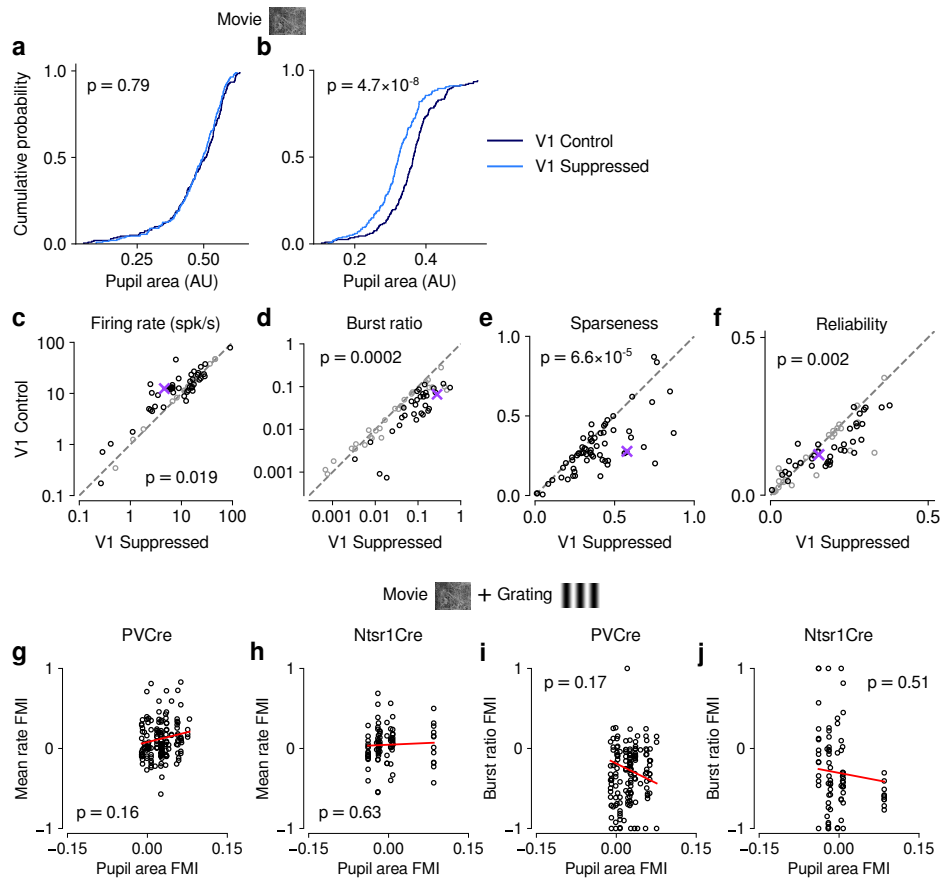 Movie
a
b
Cumulative probability
1.0
0.5
0.0
p = 0.79
0.25
0.50
Pupil area (AU)
1.0
0.5
0.0
p = 4.7×10-8
0.2
0.4
Pupil area (AU)
V1 Control
V1 Suppressed
c
Firing rate (spk/s)
V1 Control
100
10
1
0.1
p = 0.019
0.1
1
10
100
V1 Suppressed
d
Burst ratio
1
0.1
0.01
0.001
p = 0.0002
0.001
0.01
0.1
1
V1 Suppressed
e
Sparseness
1.0
0.5
0.0
p = 6.6×10-5
0.0
0.5
1
V1 Suppressed
f
Reliability
0.5
0.0
p = 0.002
0.0
0.5
V1 Suppressed
Movie + Grating
g
PVCre
Mean rate FMI
1
0
−1
p = 0.16
−0.15
0.00
0.15
Pupil area FMI
h
Ntsr1Cre
Mean rate FMI
1
0
−1
p = 0.63
−0.15
0.00
0.15
Pupil area FMI
i
PVCre
Burst ratio FMI
1
0
−1
p = 0.17
−0.15
0.00
0.15
Pupil area FMI
j
Ntsr1Cre
Burst ratio FMI
1
0
−1
p = 0.51
−0.15
0.00
0.15
Pupil area FMI